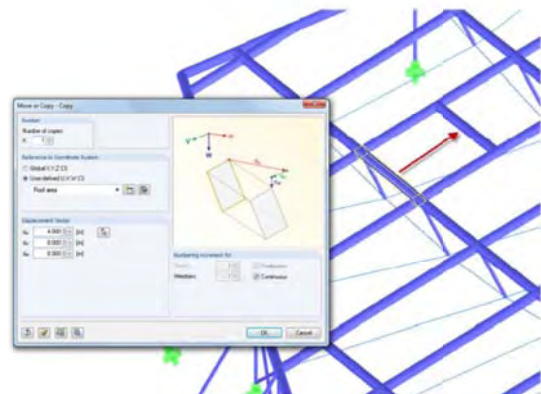 Move or Copy - Copy
Number
Number of copies
n: 1
Reference to Coordinate System
Global X,Y,Z CS
User-defined U,V,W CS
Roof area
Displacement Vector
4.000 [m]
0.000 [m]
0.000 [m]
V
W
Numbering Increment for
Members:
Continuous
OK
Cancel